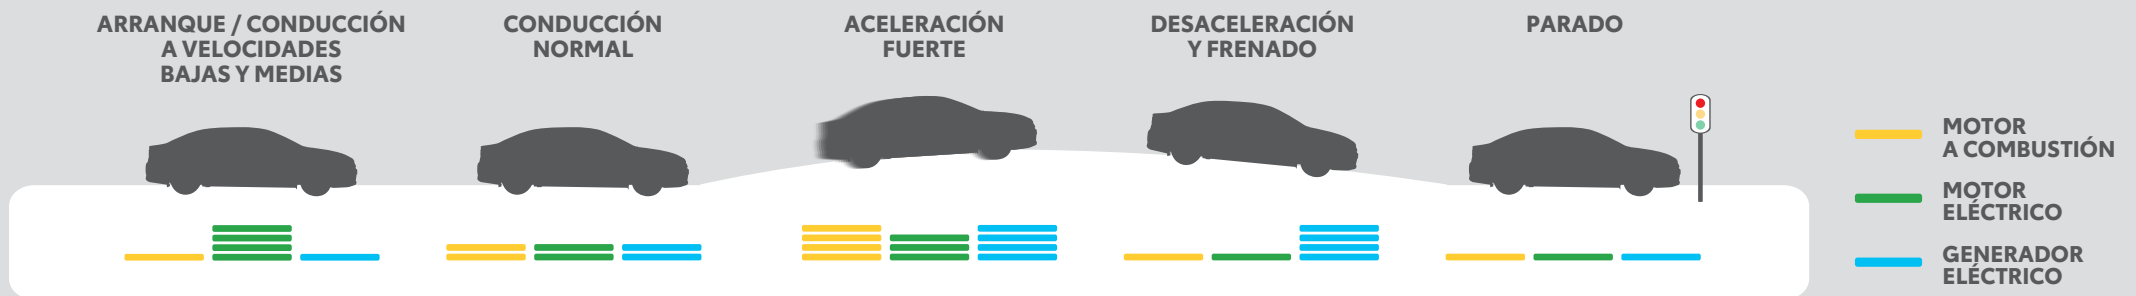 ARRANQUE / CONDUCCIÓN
A VELOCIDADES
BAJAS Y MEDIAS
CONDUCCIÓN
NORMAL
ACELERACIÓN
FUERTE
DESACELERACIÓN
Y FRENADO
PARADO
MOTOR
A COMBUSTIÓN
MOTOR
ELÉCTRICO
GENERADOR
ELÉCTRICO